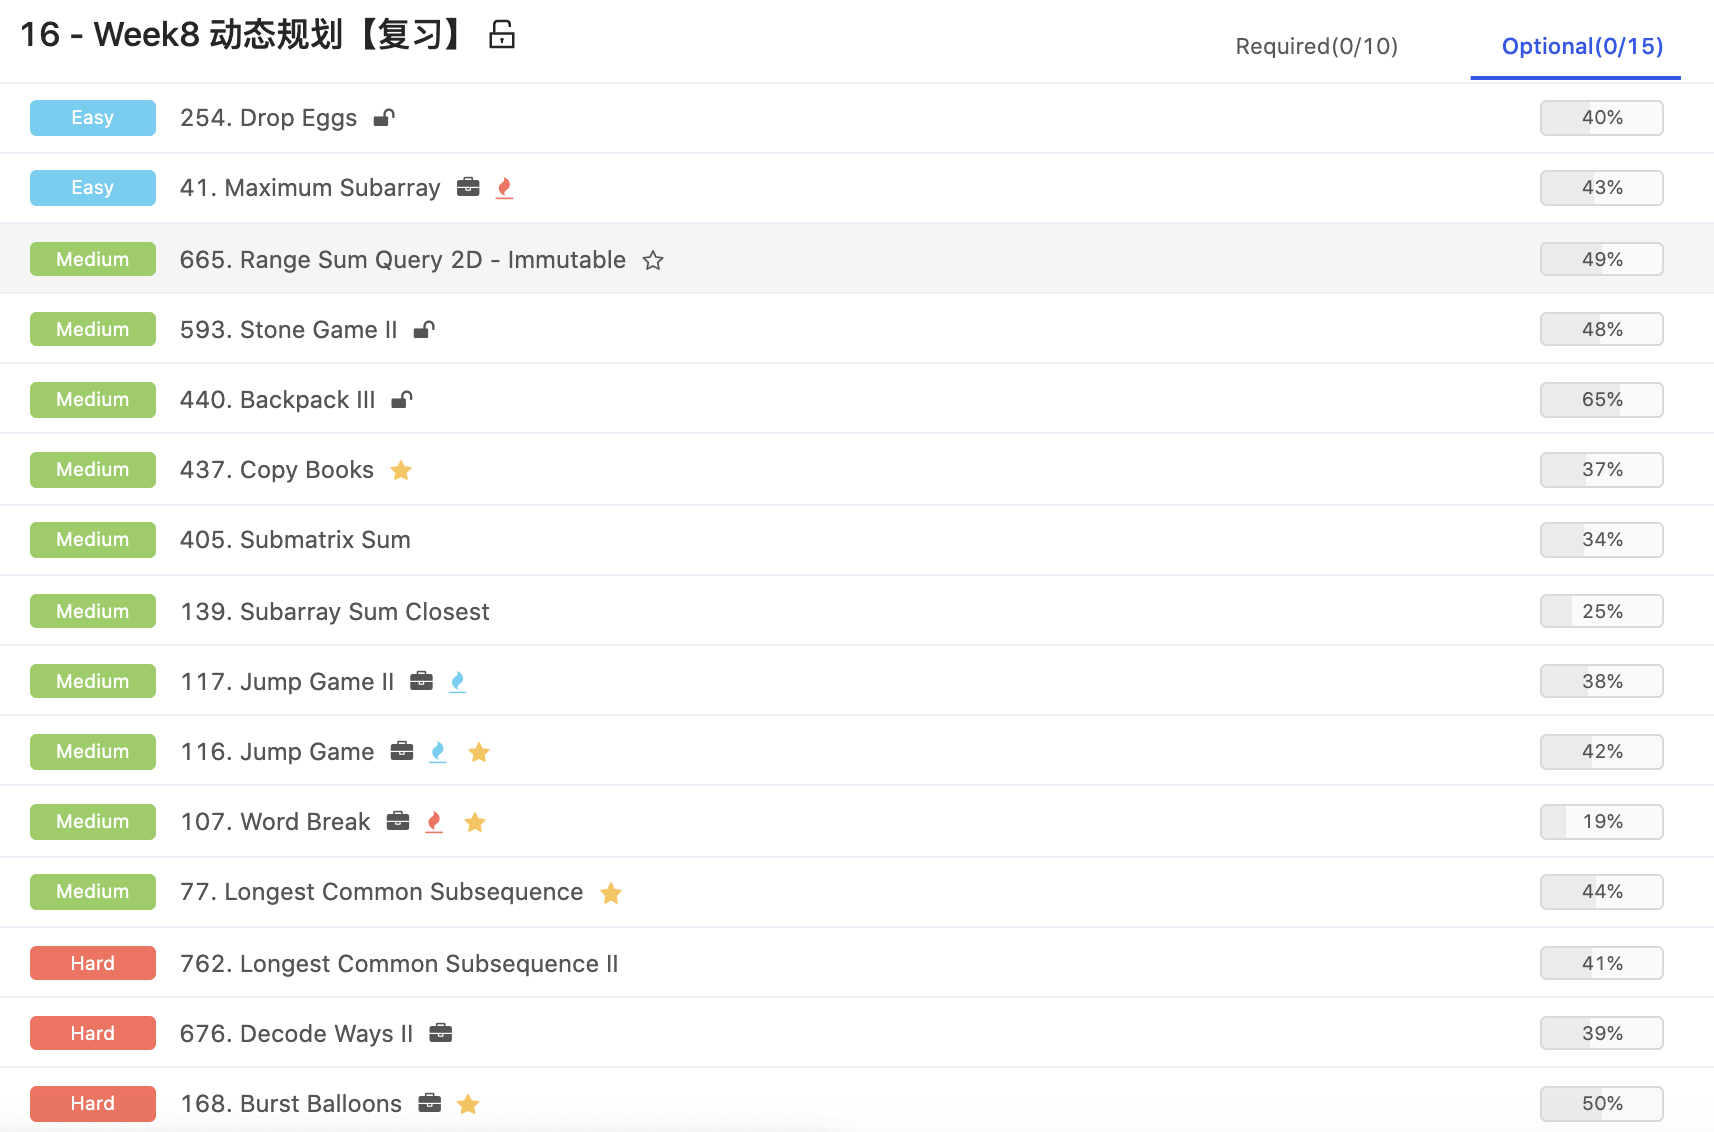 16 - Week8 动态规划【复习】
Required(0/10) Optional(0/15)
Easy 254. Drop Eggs 40%
Easy 41. Maximum Subarray 43%
Medium 665. Range Sum Query 2D - Immutable 49%
Medium 593. Stone Game II 48%
Medium 440. Backpack III 65%
Medium 437. Copy Books 37%
Medium 405. Submatrix Sum 34%
Medium 139. Subarray Sum Closest 25%
Medium 117. Jump Game II 38%
Medium 116. Jump Game 42%
Medium 107. Word Break 19%
Medium 77. Longest Common Subsequence 44%
Hard 762. Longest Common Subsequence II 41%
Hard 676. Decode Ways II 39%
Hard 168. Burst Balloons 50%